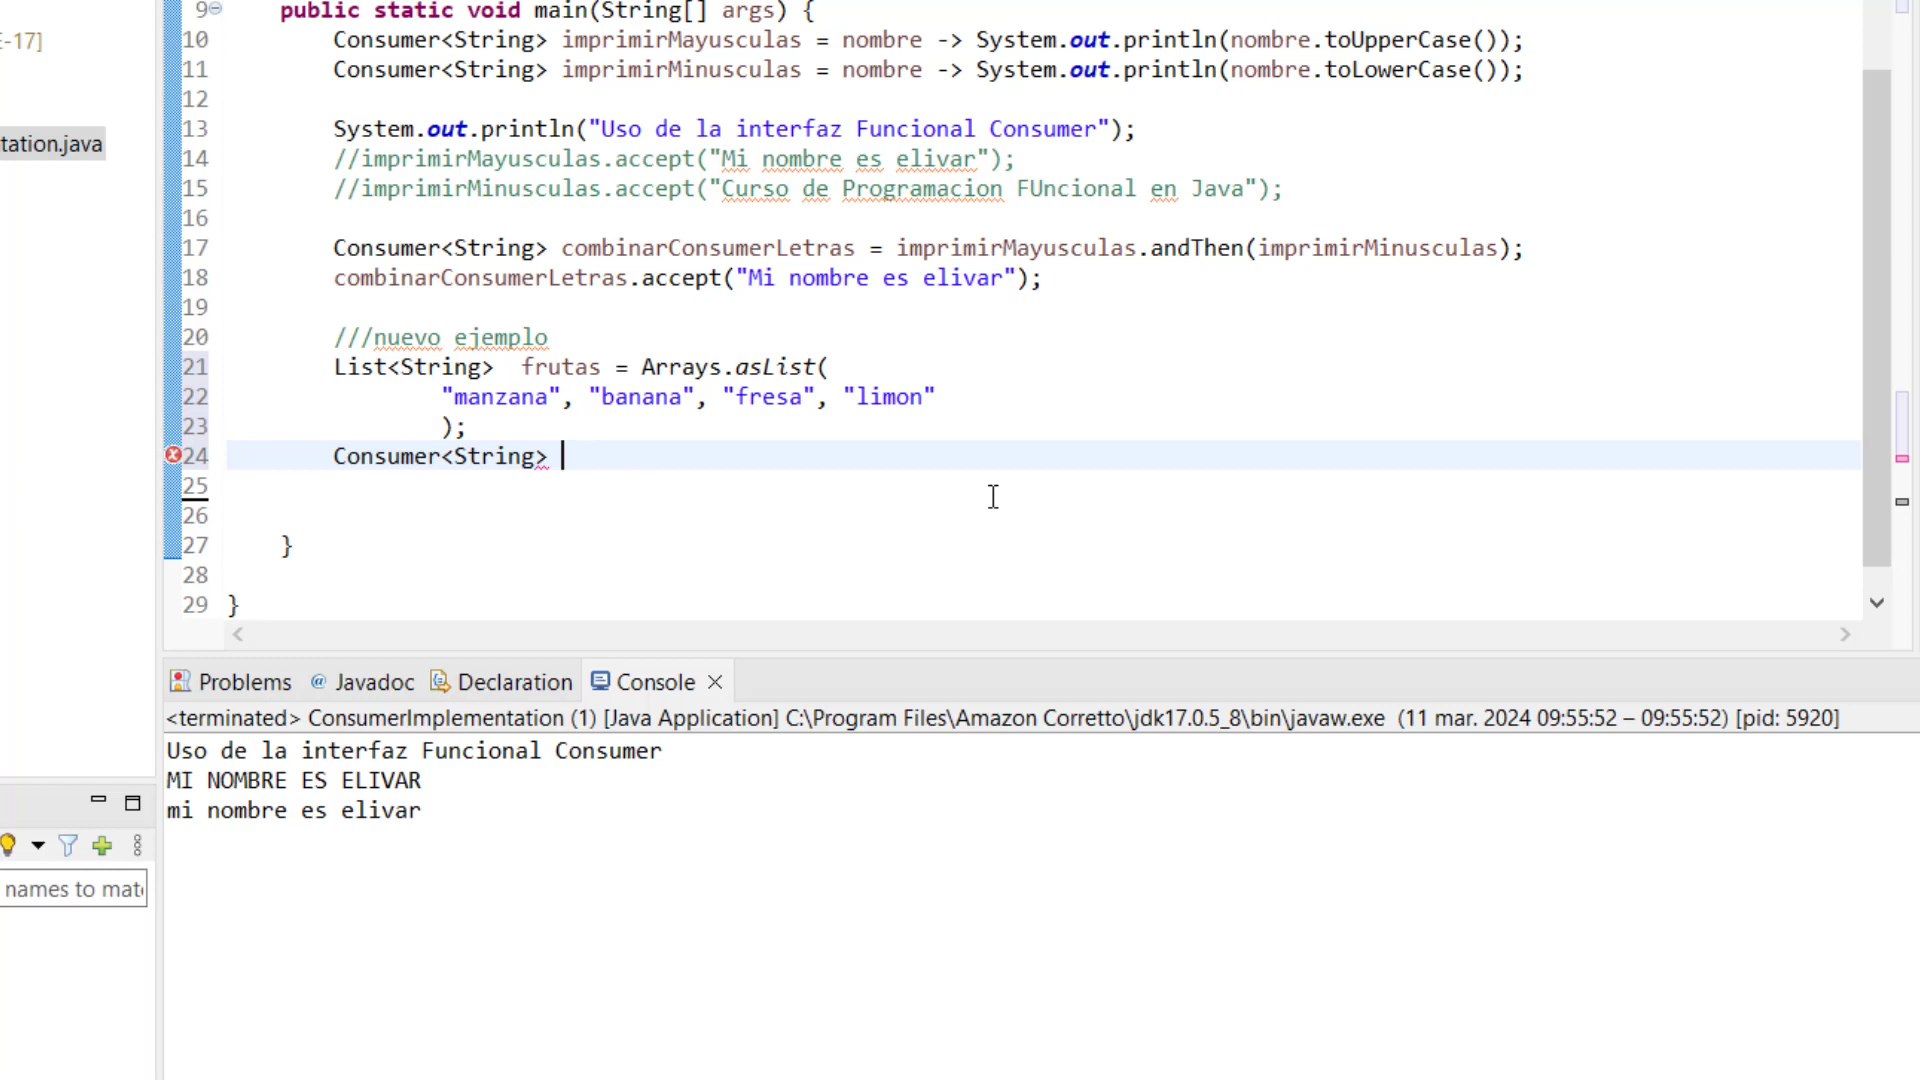 9 public static void main(String[] args) {
E-17]
10 Consumer<String> imprimirMayusculas = nombre -> System.out.println(nombre.toUpperCase());
11 Consumer<String> imprimirMinusculas = nombre -> System.out.println(nombre.toLowerCase());
12
13 System.out.println("Uso de la interfaz Funcional Consumer");
tation.java
14 //imprimirMayusculas.accept("Mi nombre es elivar");
15 //imprimirMinusculas.accept("Curso de Programacion FUncional en Java");
16
17 Consumer<String> combinarConsumerLetras = imprimirMayusculas.andThen(imprimirMinusculas);
18 combinarConsumerLetras.accept("Mi nombre es elivar");
19
20 ///nuevo ejemplo
21 List<String>  frutas = Arrays.asList(
22 "manzana", "banana", "fresa", "limon"
23 );
24 Consumer<String>
25
26
27 }
28
29 }
Problems @ Javadoc Declaration Console
<terminated> ConsumerImplementation (1) [Java Application] C:\Program Files\Amazon Corretto\jdk17.0.5_8\bin\javaw.exe (11 mar. 2024 09:55:52 – 09:55:52) [pid: 5920]
Uso de la interfaz Funcional Consumer
MI NOMBRE ES ELIVAR
mi nombre es elivar
names to mat